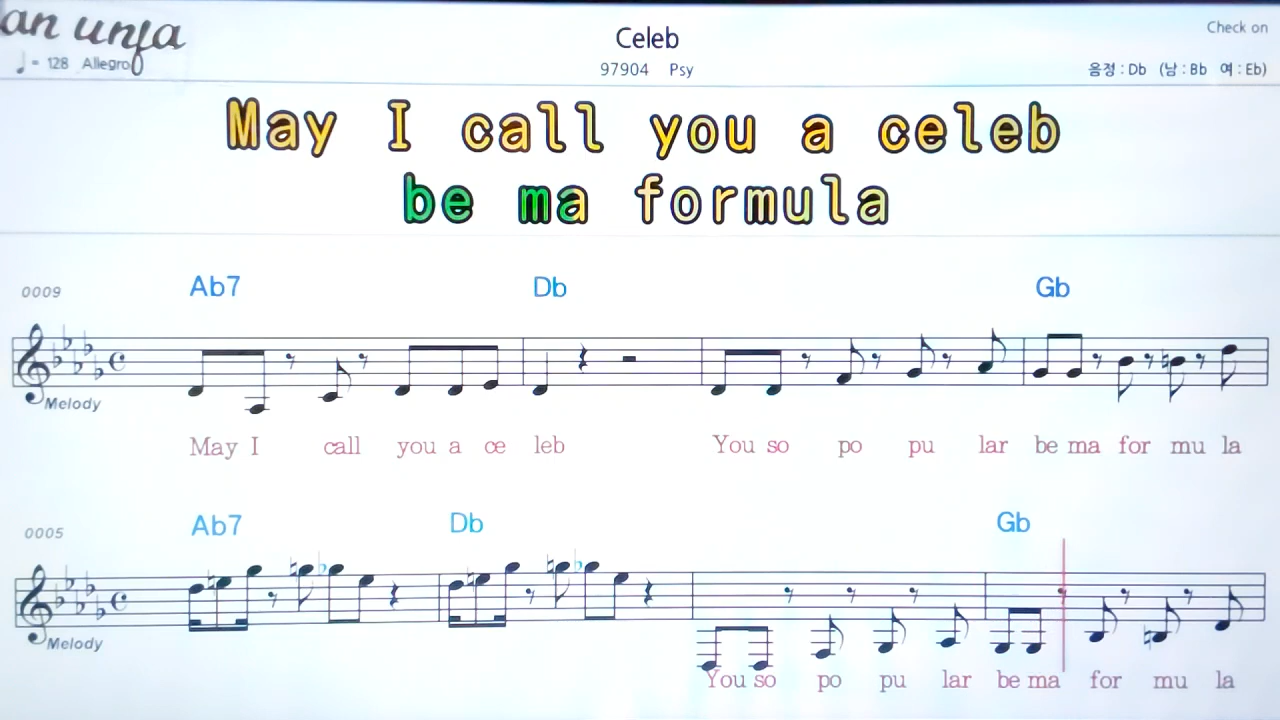 an unfa
Celeb
Check on
♩= 128 Allegro
97904 Psy
음정 : Db (남 : Bb 여 : Eb)
May I call you a celeb
be ma formula
0009
Ab7 Db Gb
Melody
May I call you a ce leb You so po pu lar be ma for mu la
0005
Ab7 Db Gb
Melody
You so po pu lar be ma for mu la